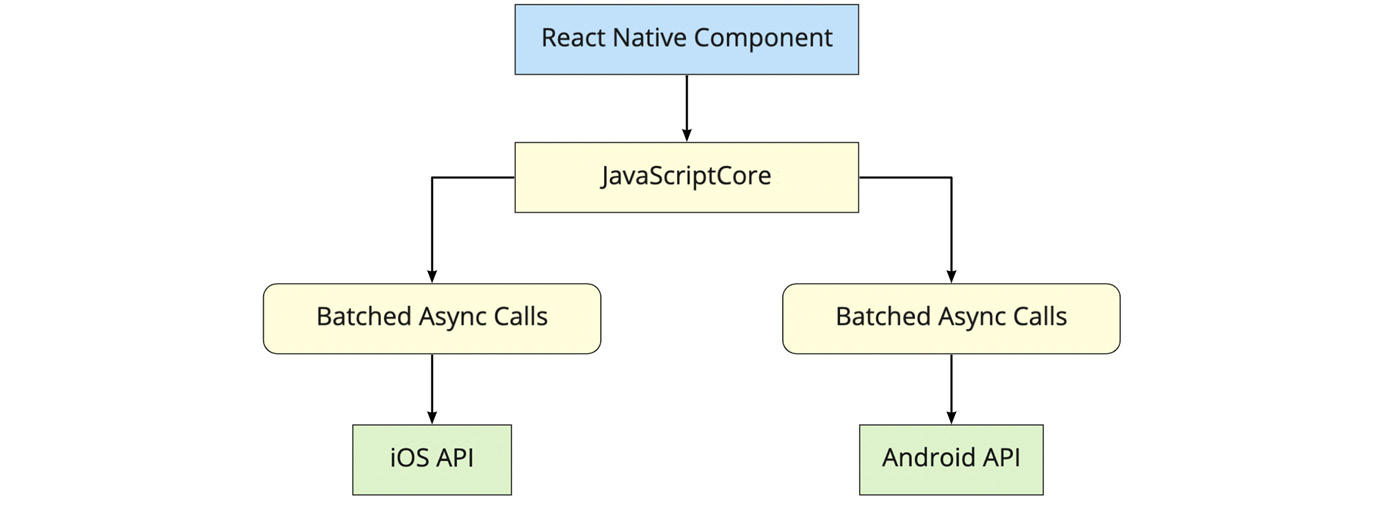 React Native Component
JavaScriptCore
Batched Async Calls
Batched Async Calls
iOS API
Android API